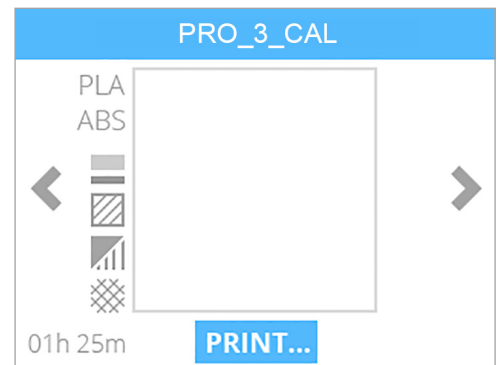 PRO_3_CAL
PLA
ABS
01h 25m
PRINT...